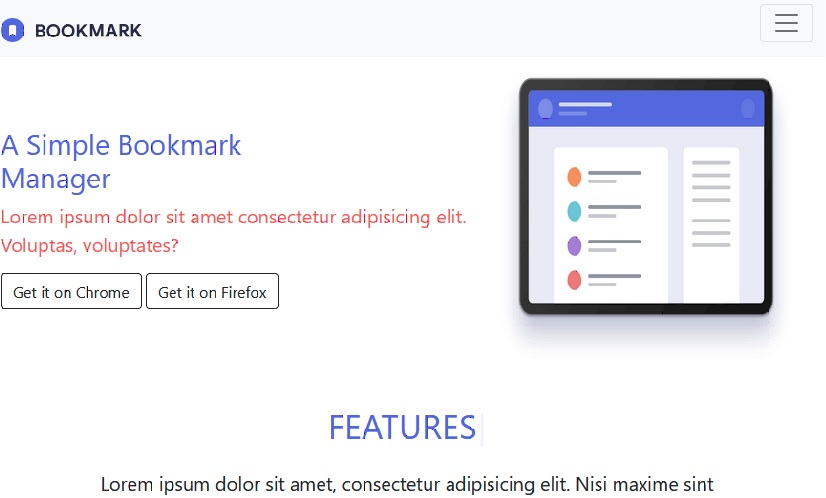 BOOKMARK
A Simple Bookmark
Manager
Lorem ipsum dolor sit amet consectetur adipisicing elit.
Voluptas, voluptates?
Get it on Chrome Get it on Firefox
FEATURES
Lorem ipsum dolor sit amet, consectetur adipisicing elit. Nisi maxime sint